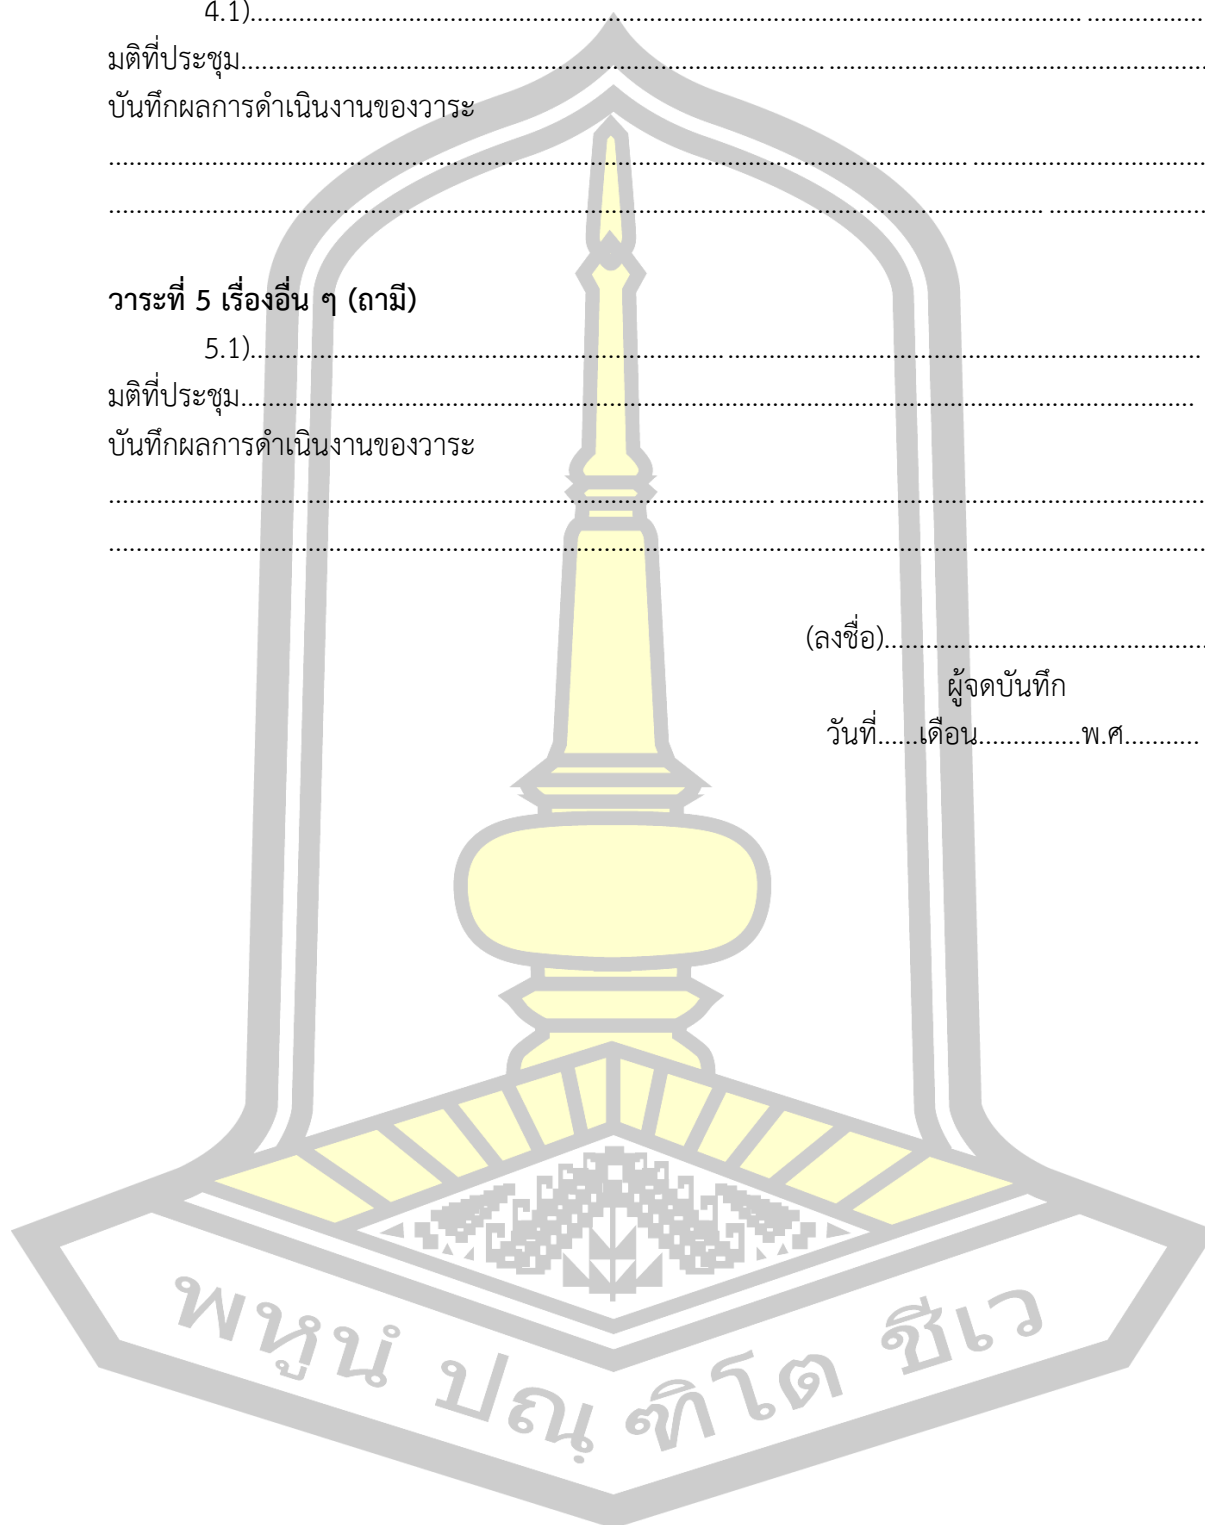 4.1)........................................................................................................................ .................
มติที่ประชุม..................................................................................... .......................................................
บันทึกผลการดำเนินงานของวาระ
............................................................................................................................. ..................................
........................................................................................................................................ .......................
วาระที่ 5 เรื่องอื่น ๆ (ถามี)
5.1)..................................................................... .....................................................................
มติที่ประชุม..........................................................................................................................................
บันทึกผลการดำเนินงานของวาระ
................................................................................................. ..............................................................
............................................................................................................................. ..................................
(ลงชื่อ)...............................................
ผู้จดบันทึก
วันที่......เดือน...............พ.ศ...........
พหูนํ ปณฺฑิโต ชีเว